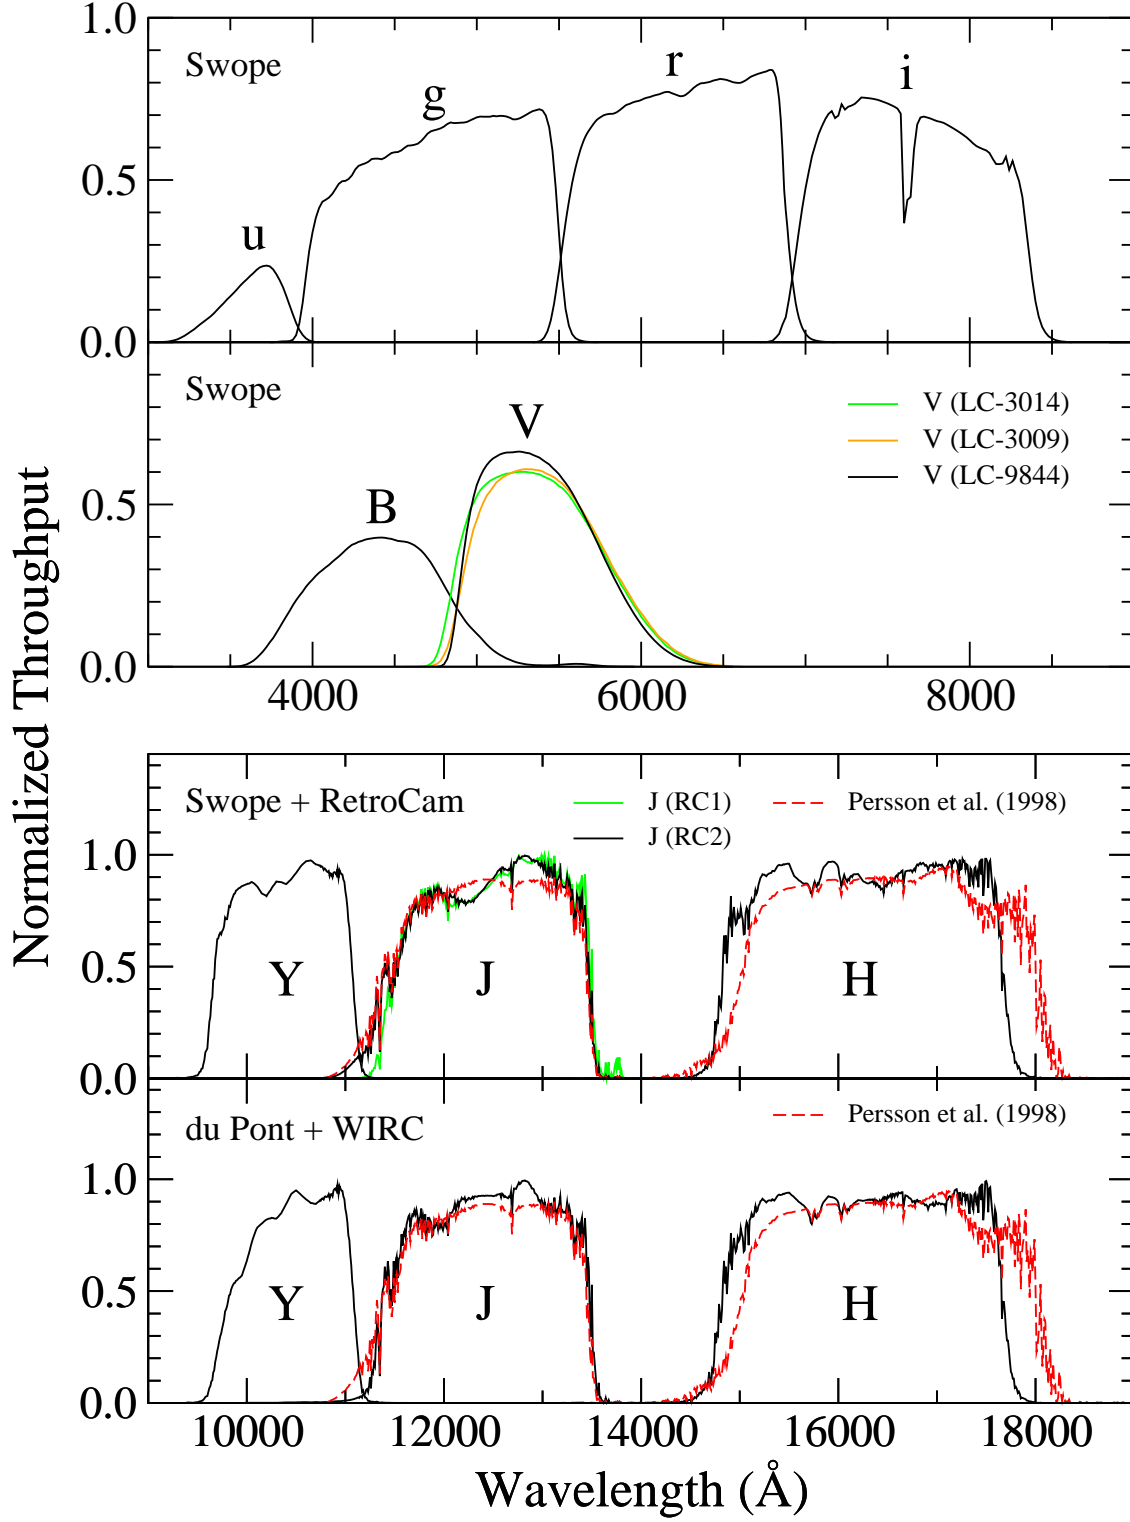 1.0
Swope
g
r
i
0.5
u
0.0
Swope
V
V (LC-3014)
V (LC-3009)
V (LC-9844)
0.5
B
0.0
4000 6000 8000
Normalized Throughput
Swope + RetroCam
J (RC1)
J (RC2)
Persson et al. (1998)
1.0
0.5
Y J H
0.0
du Pont + WIRC
Persson et al. (1998)
1.0
0.5
Y J H
0.0
10000 12000 14000 16000 18000
Wavelength (Å)